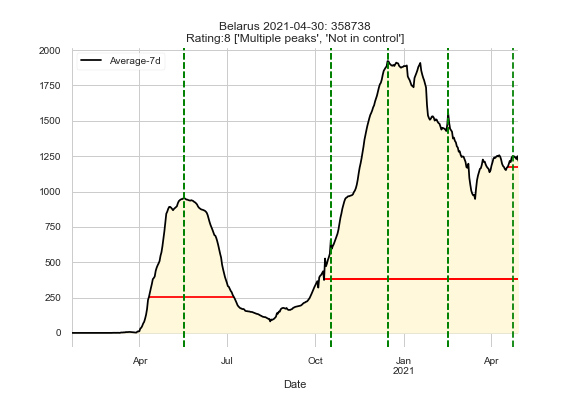 Belarus 2021-04-30: 358738
Rating:8 ['Multiple peaks', 'Not in control']
Average-7d
2000
1750
1500
1250
1000
750
500
250
0
Apr
Jul
Oct
Jan
2021
Apr
Date